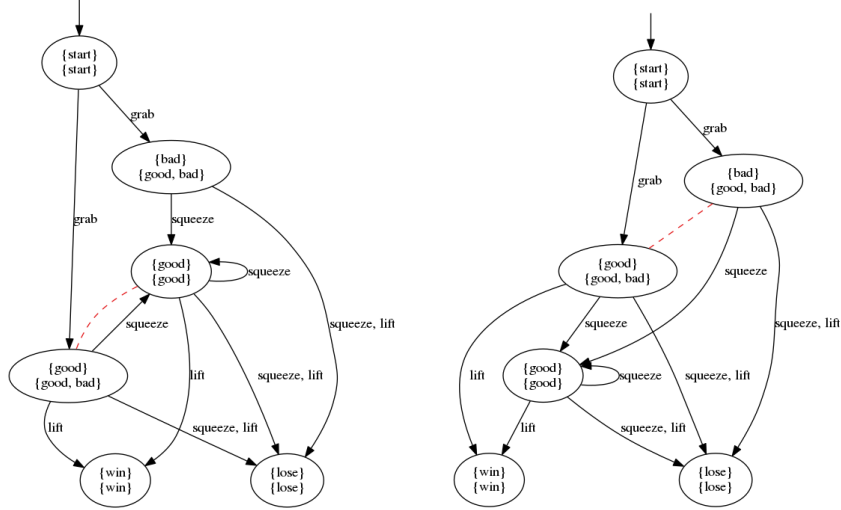 {start}
{start}
grab
{bad}
{good, bad}
grab
squeeze
{good}
{good}
squeeze
squeeze, lift
squeeze
{good}
{good, bad}
lift
squeeze, lift
lift
squeeze, lift
{win}
{win}
{lose}
{lose}
{start}
{start}
grab
{bad}
{good, bad}
grab
{good}
{good, bad}
squeeze
squeeze
squeeze, lift
lift
{good}
{good}
squeeze
squeeze, lift
lift
squeeze, lift
{win}
{win}
{lose}
{lose}